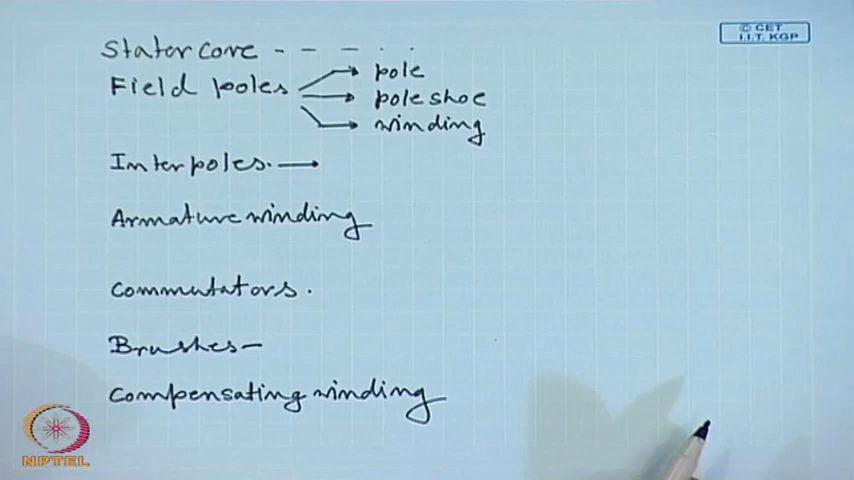 Stator core - - - - -
© CET
I.I.T. KGP
Field poles → pole
→ pole shoe
→ winding
Interpoles. →
Armature winding
Commutators.
Brushes -
Compensating winding
NPTEL